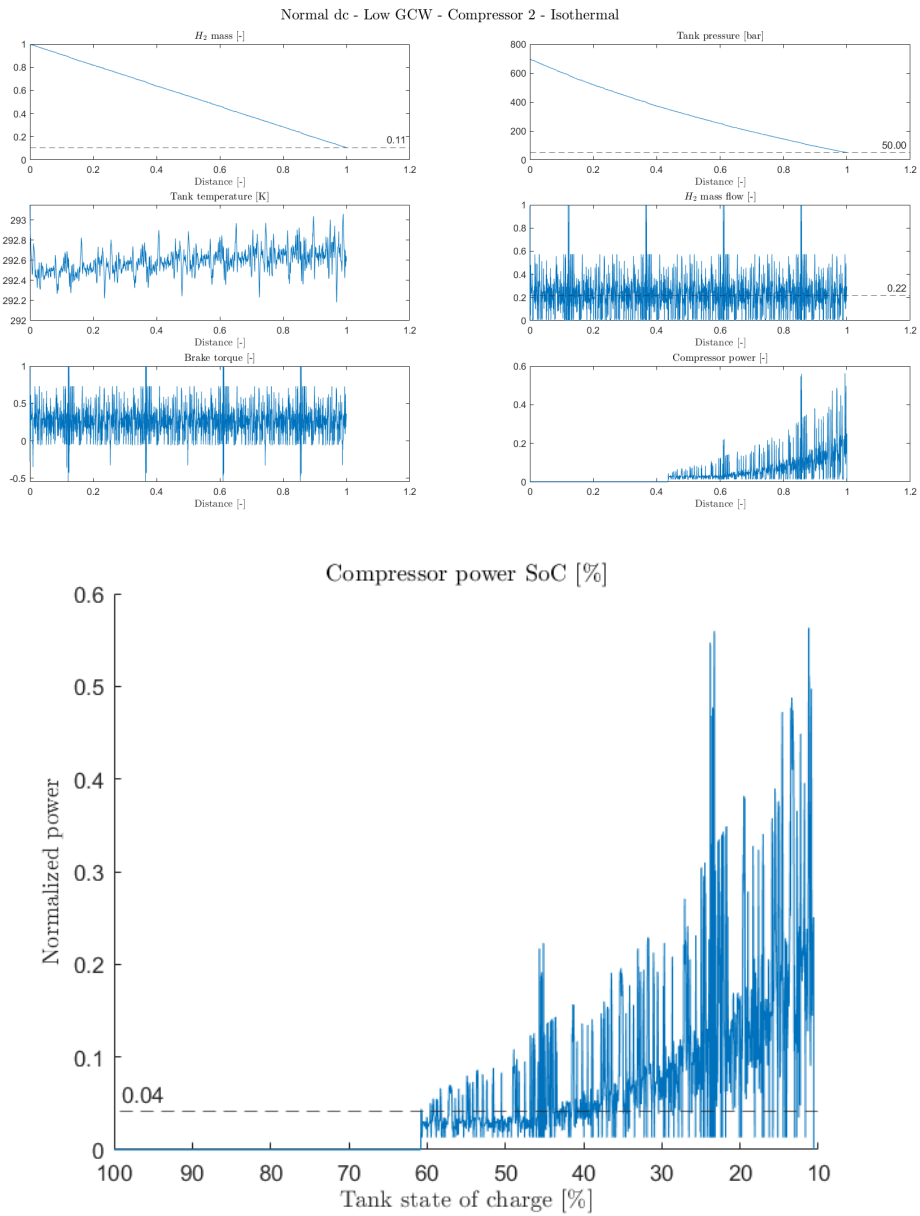 Normal dc - Low GCW - Compressor 2 - Isothermal
H₂ mass [-]
1
0.8
0.6
0.4
0.2
0
0.11
0 0.2 0.4 0.6 0.8 1 1.2
Distance [-]
Tank pressure [bar]
800
600
400
200
0
50.00
0 0.2 0.4 0.6 0.8 1 1.2
Distance [-]
Tank temperature [K]
293
292.8
292.6
292.4
292.2
292
0 0.2 0.4 0.6 0.8 1 1.2
Distance [-]
H₂ mass flow [-]
1
0.8
0.6
0.4
0.2
0
0.22
0 0.2 0.4 0.6 0.8 1 1.2
Distance [-]
Brake torque [-]
1
0.5
0
-0.5
0 0.2 0.4 0.6 0.8 1 1.2
Distance [-]
Compressor power [-]
0.6
0.4
0.2
0
0 0.2 0.4 0.6 0.8 1 1.2
Distance [-]
Compressor power SoC [%]
Normalized power
0.6
0.5
0.4
0.3
0.2
0.1
0
0.04
100 90 80 70 60 50 40 30 20 10
Tank state of charge [%]